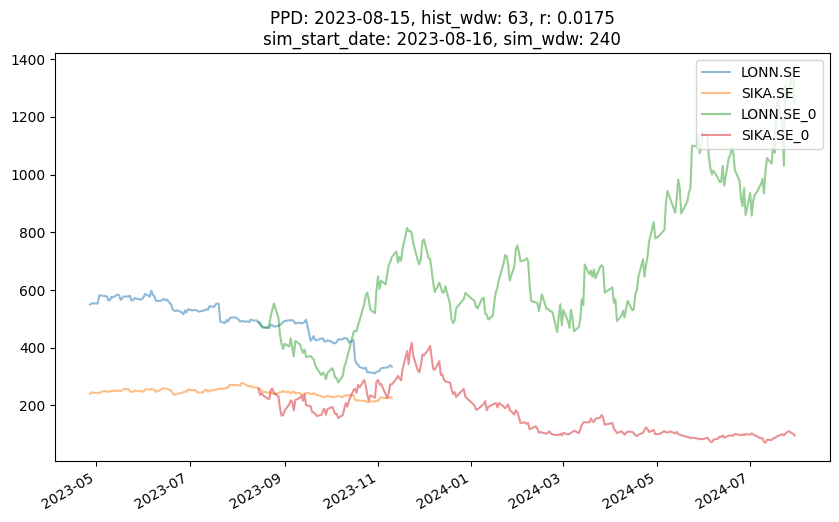 PPD: 2023-08-15, hist_wdw: 63, r: 0.0175
sim_start_date: 2023-08-16, sim_wdw: 240
1400
1200
1000
800
600
400
200
LONN.SE
SIKA.SE
LONN.SE_0
SIKA.SE_0
2023-05
2023-07
2023-09
2023-11
2024-01
2024-03
2024-05
2024-07